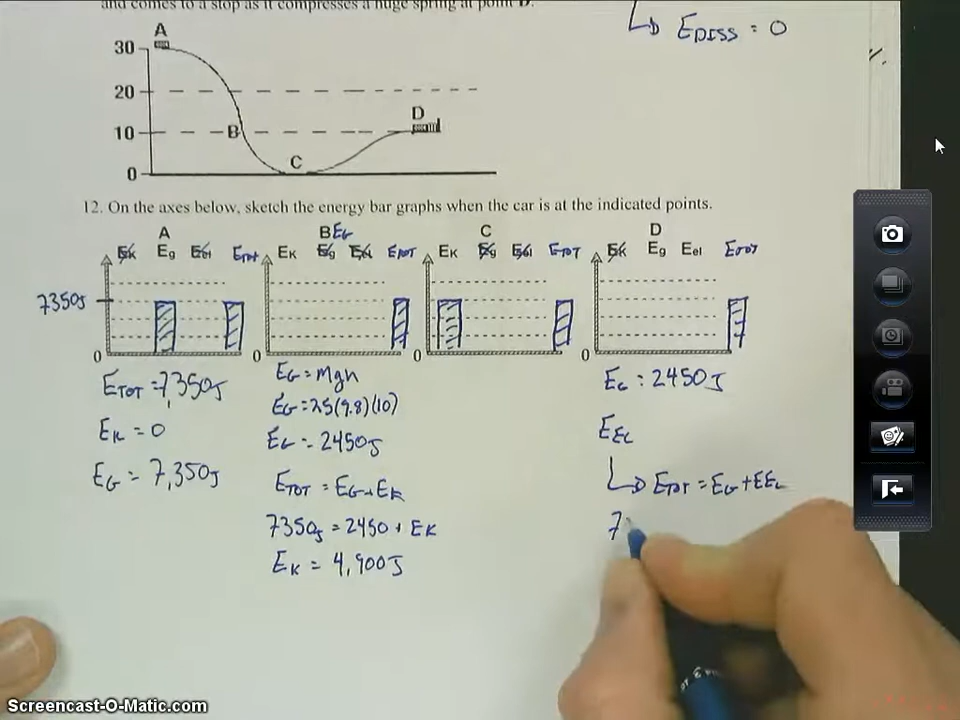 and comes to a stop as it compresses a huge spring at point D.
EDISS = 0
A
30
20
D
10
B
C
0
12. On the axes below, sketch the energy bar graphs when the car is at the indicated points.
A
B EG
C
D
Ek Eg Eel ETOT
Ek Eg Eel ETOT
Ek Eg Eel ETOT
Ek Eg Eel ETOT
7350J
0
0
0
0
ETOT = 7,350J
EK = 0
EG = 7,350J
EG = mgh
EG = 25(9.8)(10)
EG = 2450J
ETOT = EG + EK
7350J = 2450 + EK
EK = 4,900J
EG = 2450J
EEL
ETOT = EG + EEL
7
Screencast-O-Matic.com